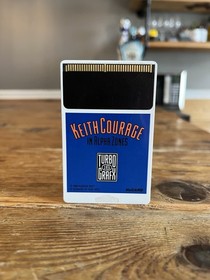 KEITH COURAGE
IN ALPHA ZONES
TURBO
GRAFX